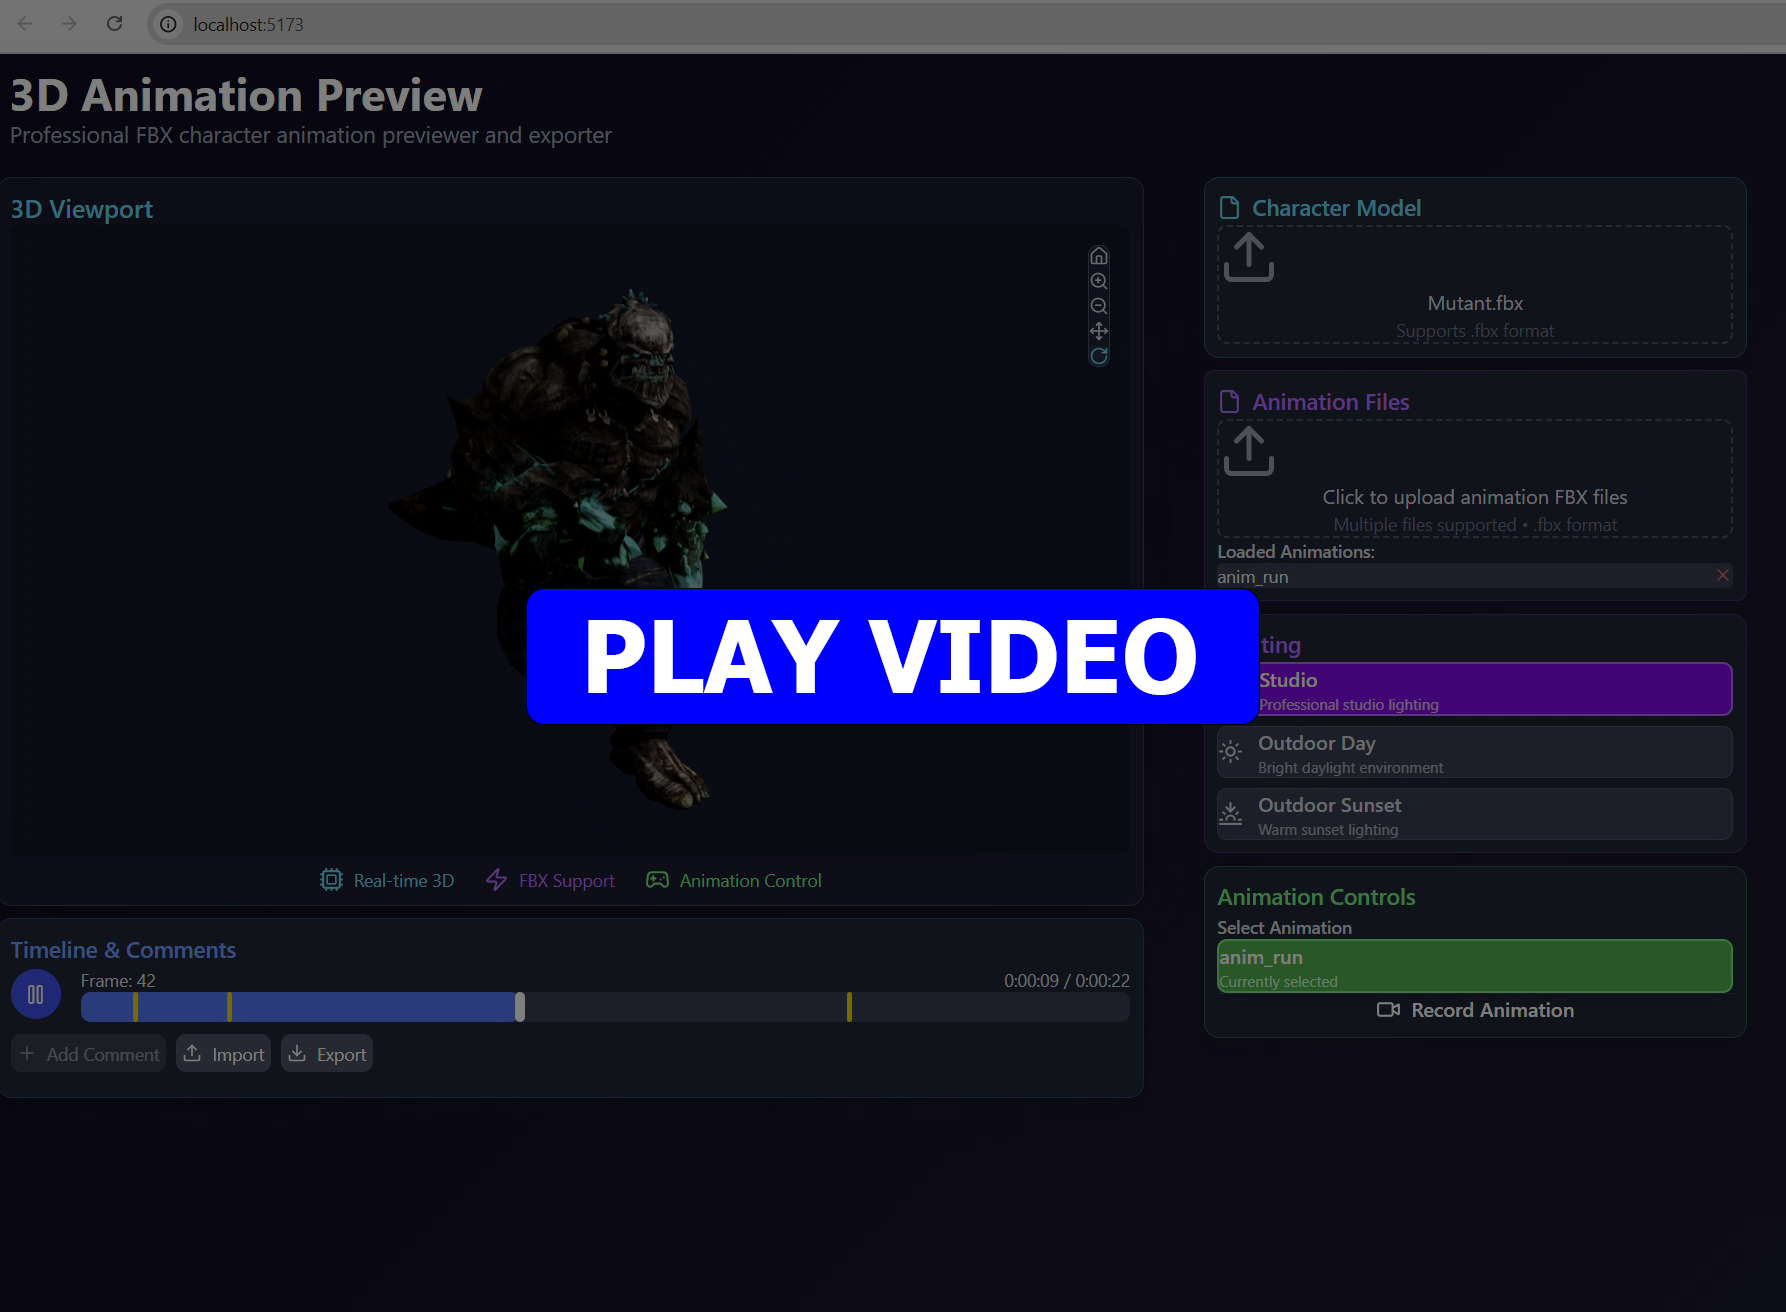 localhost:5173
3D Animation Preview
Professional FBX character animation previewer and exporter
3D Viewport
Real-time 3D
FBX Support
Animation Control
Timeline & Comments
Frame: 42
0:00:09 / 0:00:22
Add Comment
Import
Export
PLAY VIDEO
Character Model
Mutant.fbx
Supports .fbx format
Animation Files
Click to upload animation FBX files
Multiple files supported • .fbx format
Loaded Animations:
anim_run
ting
Studio
Professional studio lighting
Outdoor Day
Bright daylight environment
Outdoor Sunset
Warm sunset lighting
Animation Controls
Select Animation
anim_run
Currently selected
Record Animation